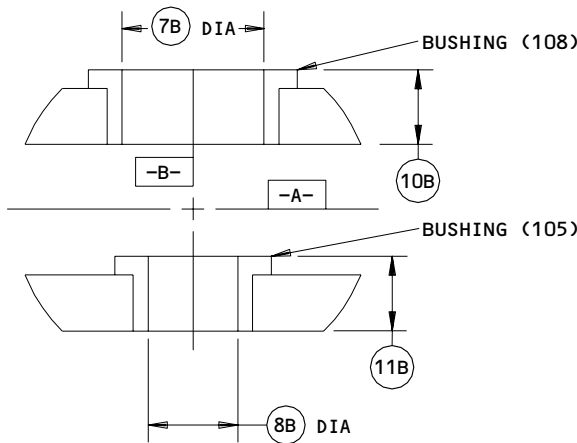 7B DIA
BUSHING (108)
-B-
10B
-A-
BUSHING (105)
11B
8B DIA